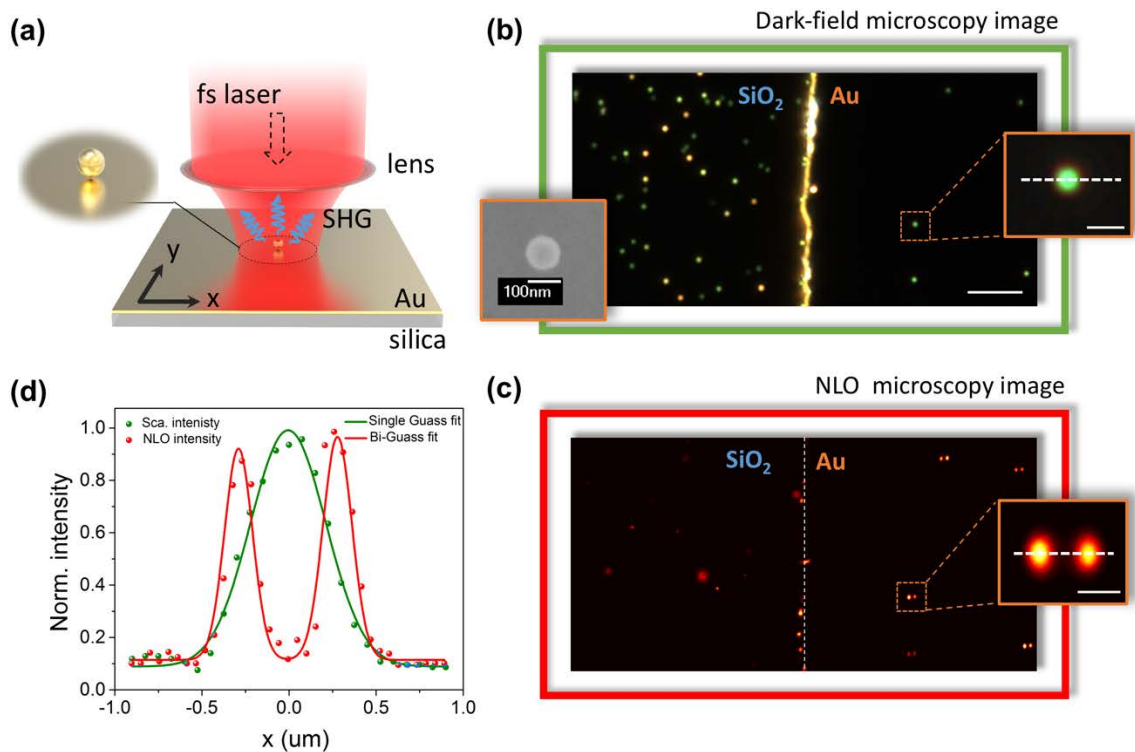 (a)
fs laser
lens
SHG
y
x
Au
silica
(b)
Dark-field microscopy image
SiO2
Au
100nm
(c)
NLO microscopy image
SiO2
Au
(d)
Sca. intenisty
NLO intensity
Single Guass fit
Bi-Guass fit
1.0
0.8
0.6
0.4
0.2
0.0
Norm. intensity
-1.0
-0.5
0.0
0.5
1.0
x (um)